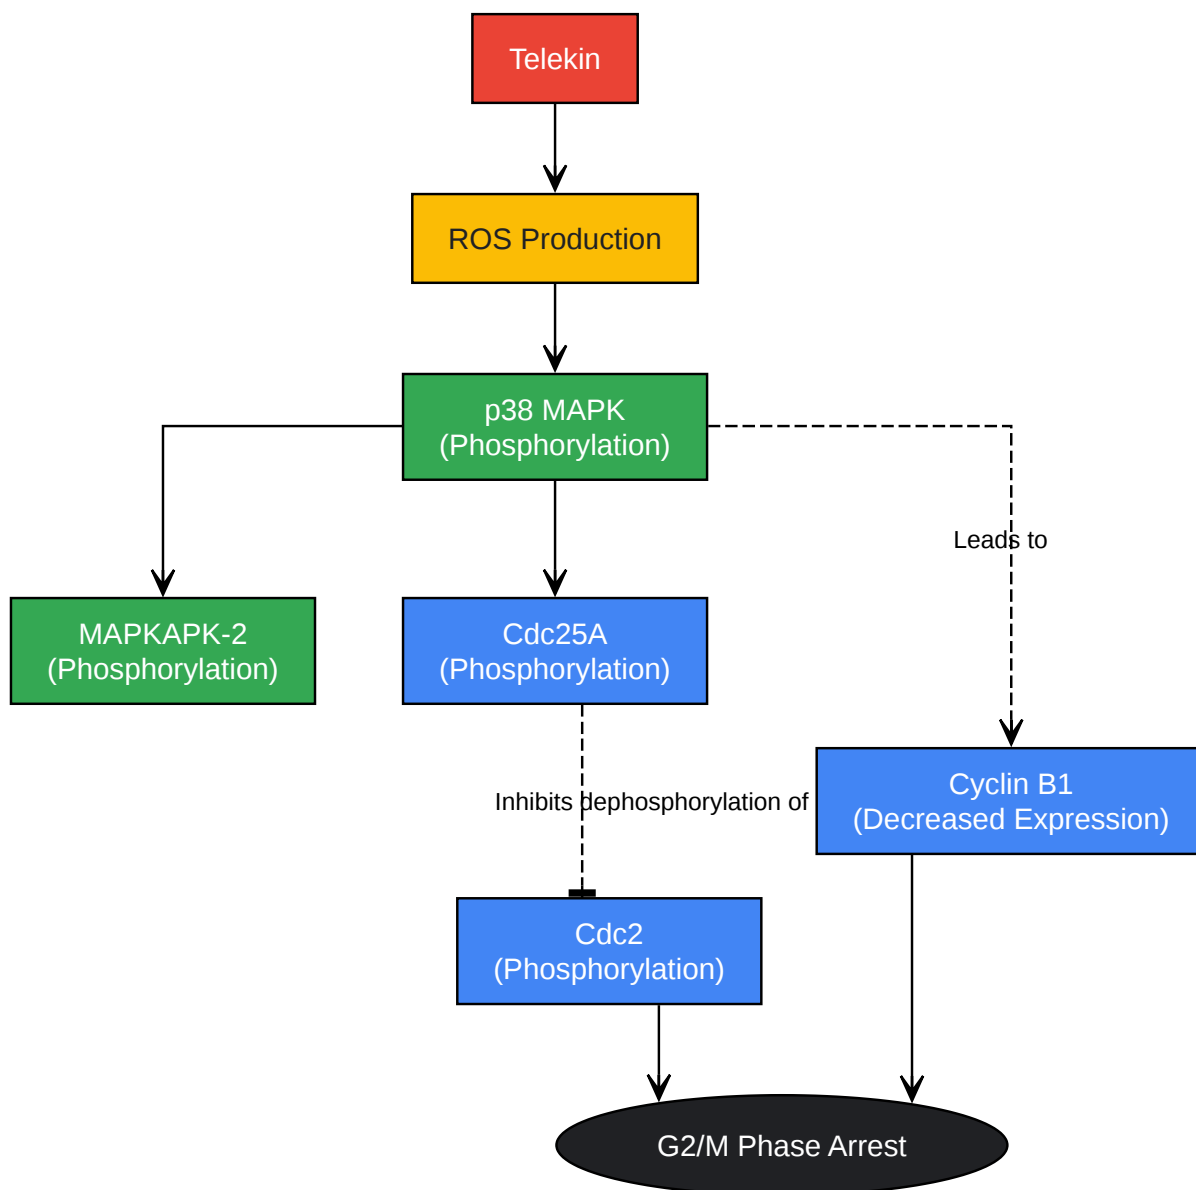 Telekin
ROS Production
p38 MAPK
(Phosphorylation)
Leads to
MAPKAPK-2
(Phosphorylation)
Cdc25A
(Phosphorylation)
Inhibits dephosphorylation of
Cyclin B1
(Decreased Expression)
Cdc2
(Phosphorylation)
G2/M Phase Arrest